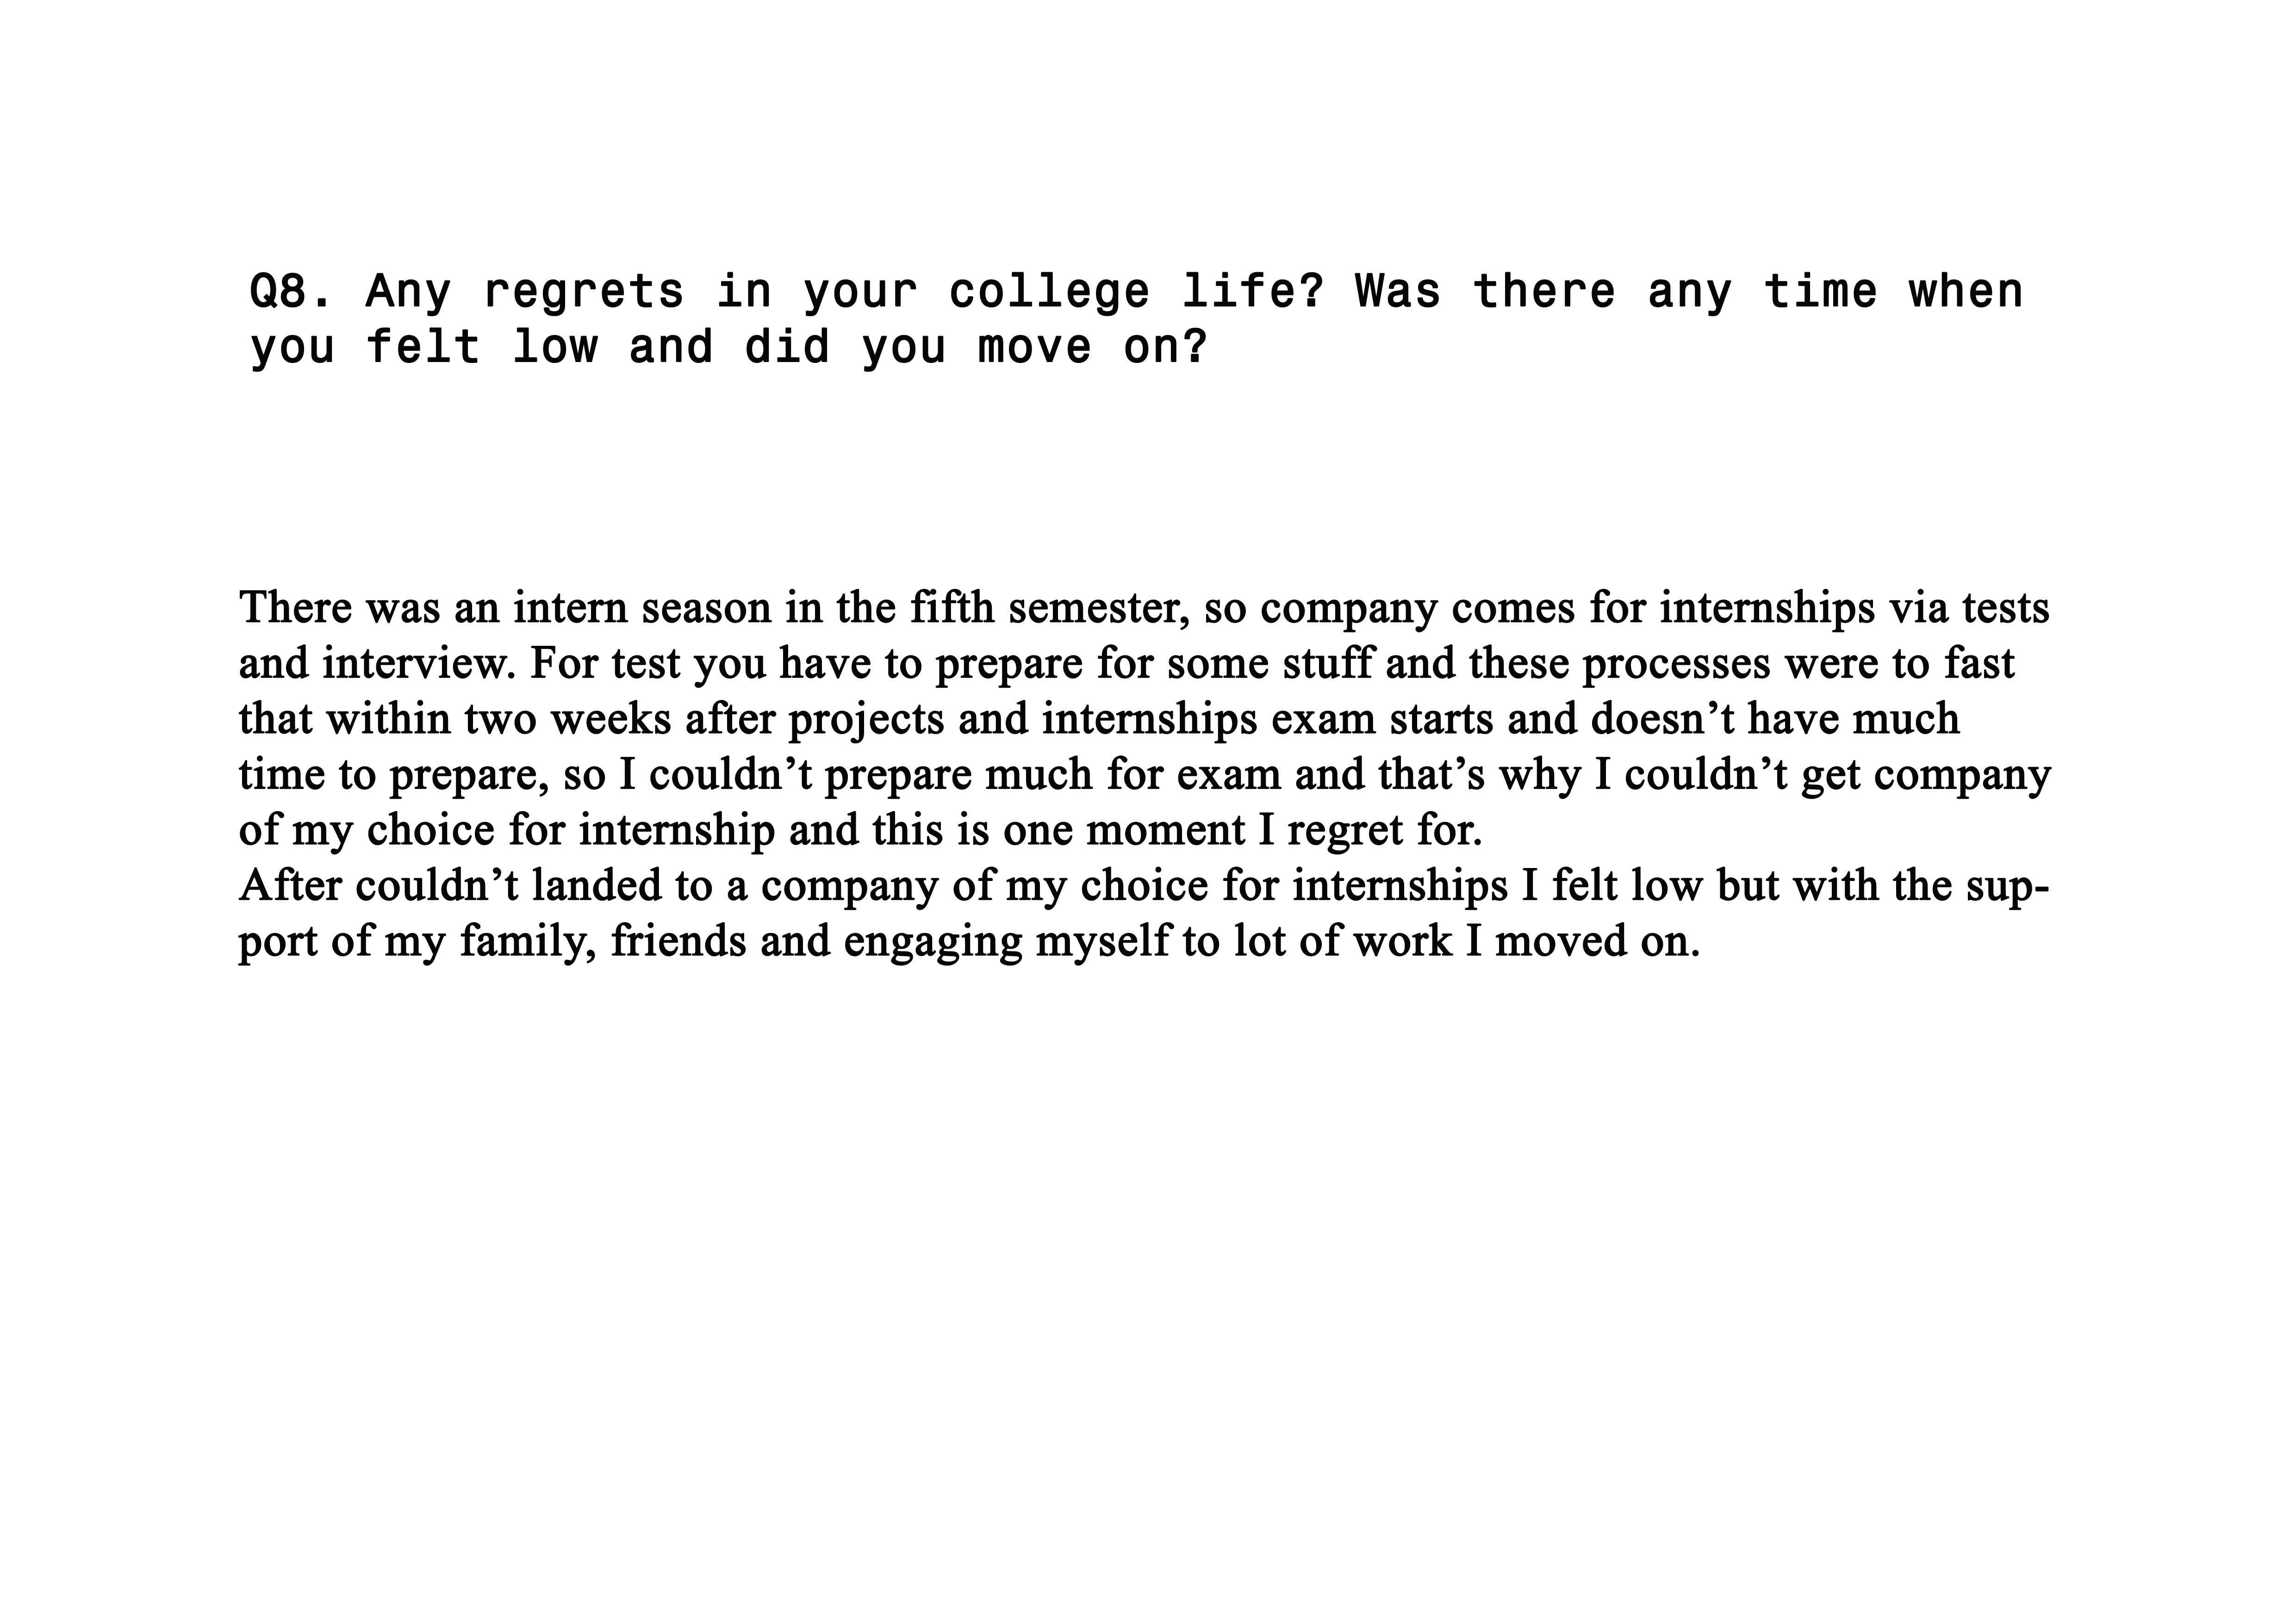 Q8. Any regrets in your college life? Was there any time when
you felt low and did you move on?
There was an intern season in the fifth semester, so company comes for internships via tests
and interview. For test you have to prepare for some stuff and these processes were to fast
that within two weeks after projects and internships exam starts and doesn’t have much
time to prepare, so I couldn’t prepare much for exam and that’s why I couldn’t get company
of my choice for internship and this is one moment I regret for.
After couldn’t landed to a company of my choice for internships I felt low but with the sup-
port of my family, friends and engaging myself to lot of work I moved on.